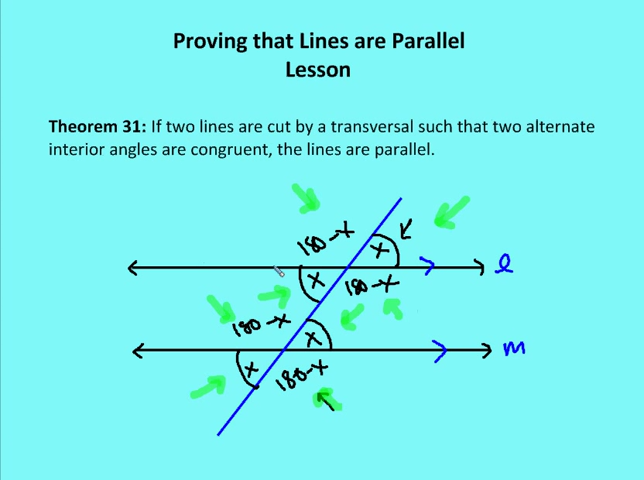 Proving that Lines are Parallel
Lesson
Theorem 31: If two lines are cut by a transversal such that two alternate
interior angles are congruent, the lines are parallel.
180-x
x
l
x
180-x
180-x
x
m
x
180-x